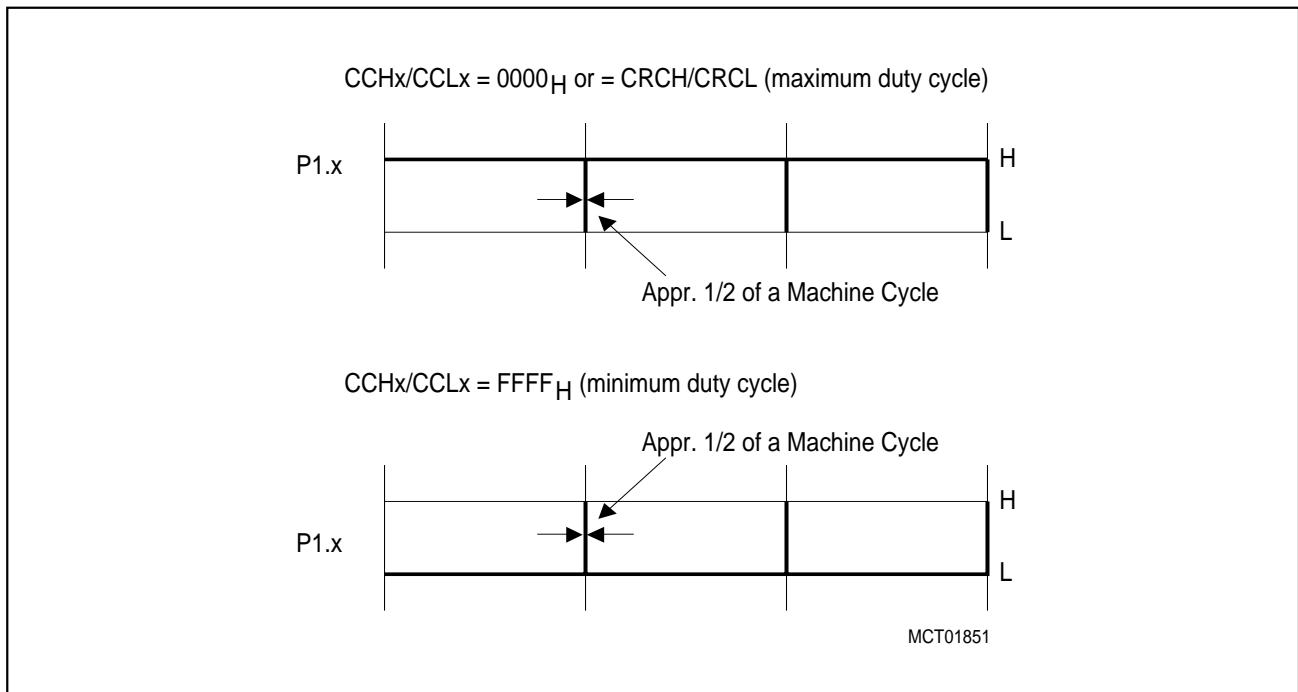 CCHx/CCLx = 0000H or = CRCH/CRCL (maximum duty cycle)
P1.x
H
L
Appr. 1/2 of a Machine Cycle
CCHx/CCLx = FFFFH (minimum duty cycle)
Appr. 1/2 of a Machine Cycle
H
P1.x
L
MCT01851